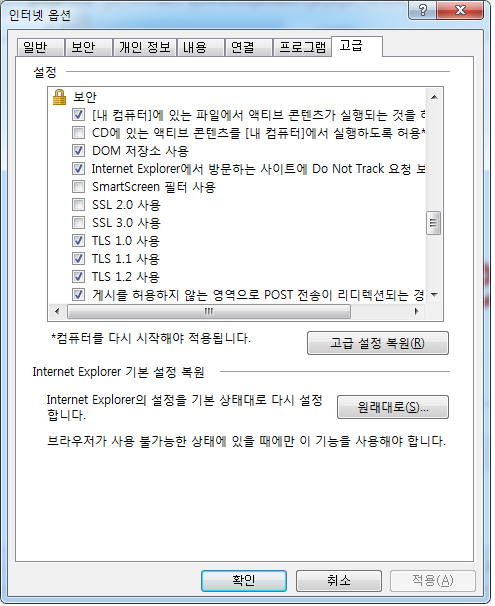 인터넷 옵션
일반 보안 개인 정보 내용 연결 프로그램 고급
설정
보안
[내 컴퓨터]에 있는 파일에서 액티브 콘텐츠가 실행되는 것을 허
CD에 있는 액티브 콘텐츠를 [내 컴퓨터]에서 실행하도록 허용*
DOM 저장소 사용
Internet Explorer에서 방문하는 사이트에 Do Not Track 요청 보
SmartScreen 필터 사용
SSL 2.0 사용
SSL 3.0 사용
TLS 1.0 사용
TLS 1.1 사용
TLS 1.2 사용
게시를 허용하지 않는 영역으로 POST 전송이 리디렉션되는 경
*컴퓨터를 다시 시작해야 적용됩니다.
고급 설정 복원(R)
Internet Explorer 기본 설정 복원
Internet Explorer의 설정을 기본 상태대로 다시 설정
합니다.
원래대로(S)...
브라우저가 사용 불가능한 상태에 있을 때에만 이 기능을 사용해야 합니다.
확인 취소 적용(A)